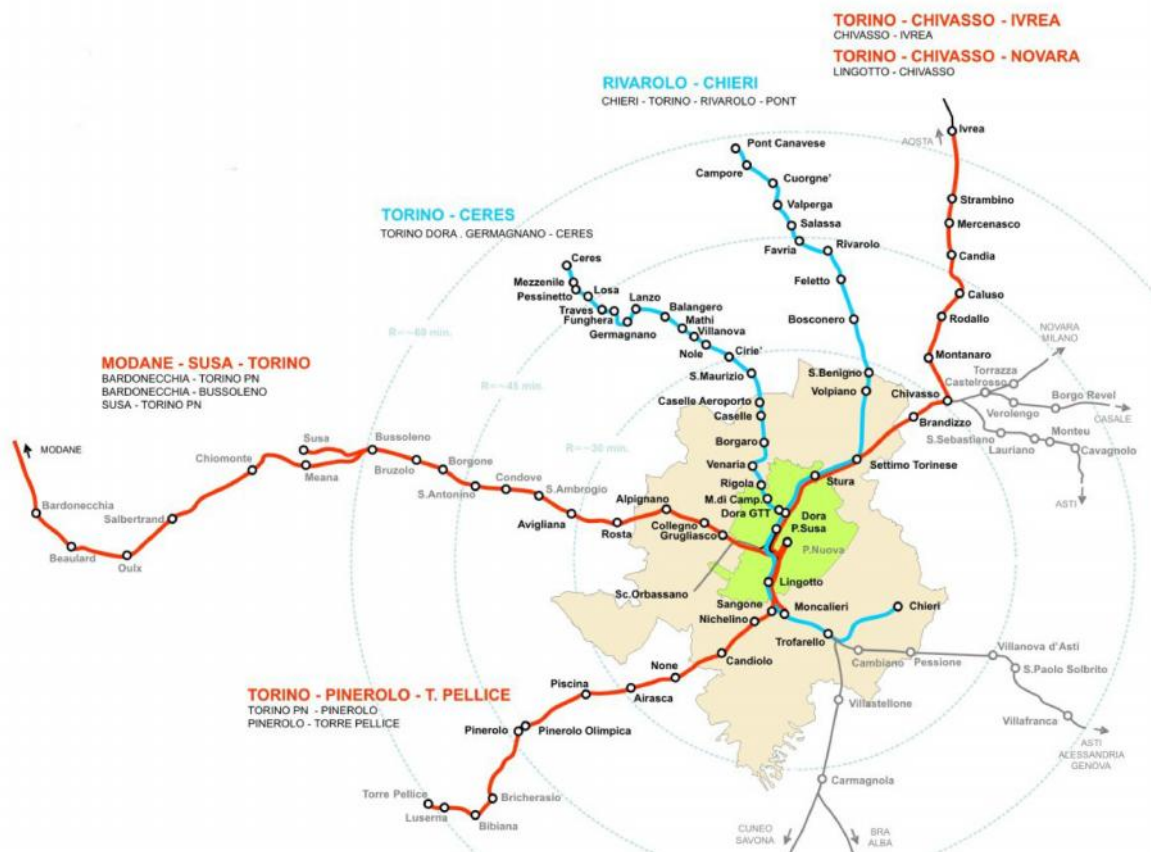 TORINO - CHIVASSO - IVREA
CHIVASSO - IVREA
TORINO - CHIVASSO - NOVARA
LINGOTTO - CHIVASSO
RIVAROLO - CHIERI
CHIERI - TORINO - RIVAROLO - PONT
AOSTA
Ivrea
Pont Canavese
Campore
Cuorgne'
Valperga
Salassa
Favria
Rivarolo
Feletto
Bosconero
S.Benigno
Volpiano
Strambino
Mercenasco
Candia
Caluso
Rodallo
Montanaro
Chivasso
Brandizzo
Settimo Torinese
NOVARA
MILANO
Torrazza
Castelrosso
Verolengo
Borgo Revel
CASALE
S.Sebastiano
Lauriano
Monteu
Cavagnolo
ASTI
TORINO - CERES
TORINO DORA . GERMAGNANO - CERES
Ceres
Mezzenile
Pessinetto
Losa
Traves
Funghera
Germagnano
Lanzo
Balangero
Mathi
Villanova
Nole
Cirie'
S.Maurizio
Caselle Aeroporto
Caselle
Borgaro
Venaria
Rigola
M.di Camp.
Dora GTT
Stura
Dora
P.Susa
P.Nuova
Lingotto
R=~60 min.
R=~45 min.
R=~30 min.
MODANE - SUSA - TORINO
BARDONECCHIA - TORINO PN
BARDONECCHIA - BUSSOLENO
SUSA - TORINO PN
MODANE
Bardonecchia
Beaulard
Oulx
Salbertrand
Chiomonte
Susa
Meana
Bussoleno
Bruzolo
Borgone
S.Antonino
Condove
S.Ambrogio
Avigliana
Rosta
Alpignano
Collegno
Grugliasco
Sc.Orbassano
Sangone
Nichelino
Moncalieri
Chieri
Trofarello
Candiolo
None
Airasca
Piscina
TORINO - PINEROLO - T. PELLICE
TORINO PN - PINEROLO
PINEROLO - TORRE PELLICE
Pinerolo
Pinerolo Olimpica
Bricherasio
Bibiana
Luserna
Torre Pellice
Cambiano
Pessione
Villanova d'Asti
S.Paolo Solbrito
Villafranca
ASTI
ALESSANDRIA
GENOVA
Villastellone
Carmagnola
CUNEO
SAVONA
BRA
ALBA